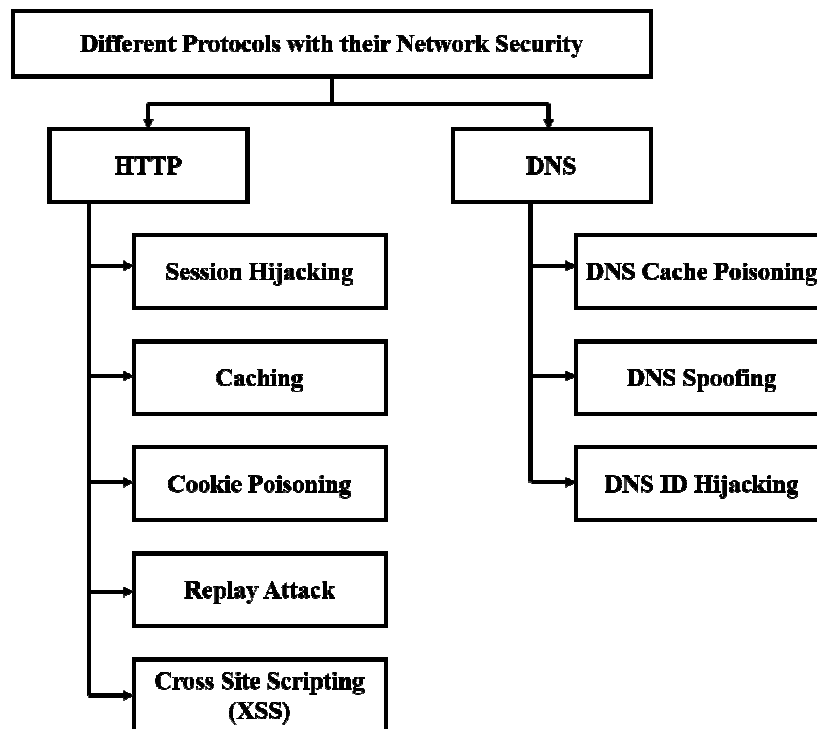 Different Protocols with their Network Security
HTTP
Session Hijacking
Caching
Cookie Poisoning
Replay Attack
Cross Site Scripting
(XSS)
DNS
DNS Cache Poisoning
DNS Spoofing
DNS ID Hijacking